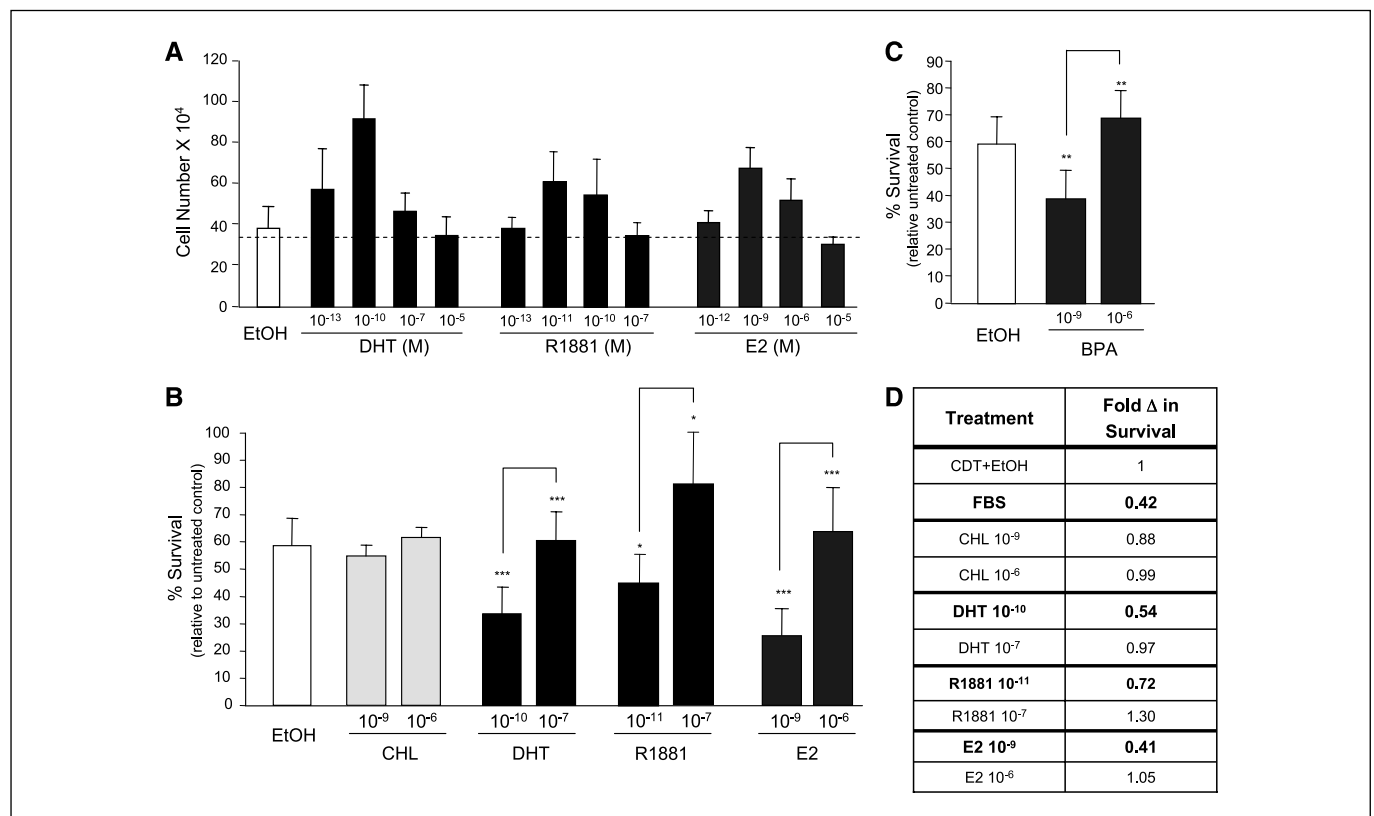 A
120
100
80
60
40
20
0
Cell Number X 10⁴
10⁻¹³ 10⁻¹⁰ 10⁻⁷ 10⁻⁵ 10⁻¹³ 10⁻¹¹ 10⁻¹⁰ 10⁻⁷ 10⁻¹² 10⁻⁹ 10⁻⁶ 10⁻⁵
EtOH DHT (M) R1881 (M) E2 (M)
C
90
80
70
60
50
40
30
20
10
0
% Survival
(relative untreated control)
**
**
10⁻⁹ 10⁻⁶
EtOH BPA
B
100
90
80
70
60
50
40
30
20
10
0
% Survival
(relative to untreated control)
***
***
*
*
***
***
10⁻⁹ 10⁻⁶ 10⁻¹⁰ 10⁻⁷ 10⁻¹¹ 10⁻⁷ 10⁻⁹ 10⁻⁶
EtOH CHL DHT R1881 E2
D
Treatment Fold Δ in
Survival
CDT+EtOH 1
FBS 0.42
CHL 10⁻⁹ 0.88
CHL 10⁻⁶ 0.99
DHT 10⁻¹⁰ 0.54
DHT 10⁻⁷ 0.97
R1881 10⁻¹¹ 0.72
R1881 10⁻⁷ 1.30
E2 10⁻⁹ 0.41
E2 10⁻⁶ 1.05